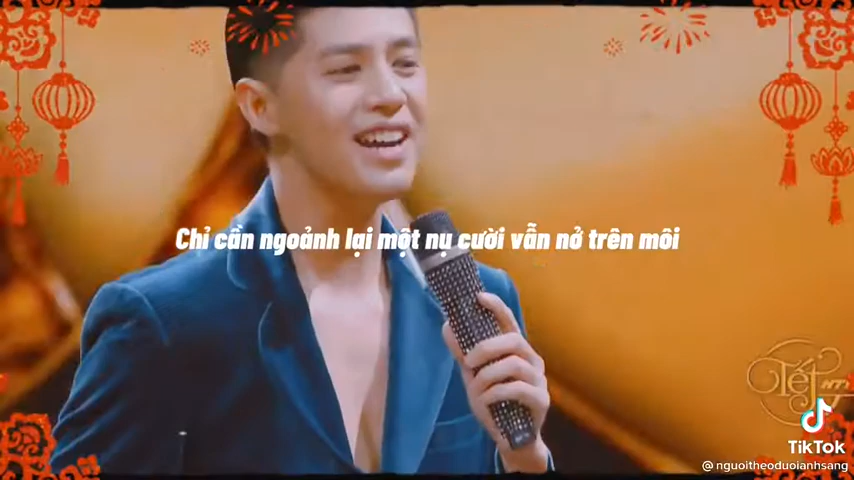 Chỉ cần ngoảnh lại một nụ cười vẫn nở trên môi
Tết
TikTok
@nguoitheoduoianhsang